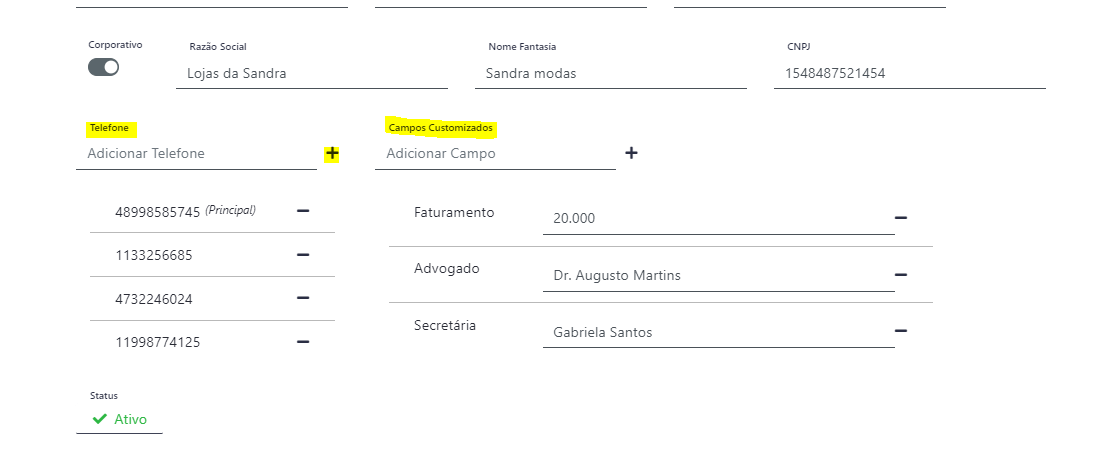 Corporativo
Razão Social
Nome Fantasia
CNPJ
Lojas da Sandra
Sandra modas
1548487521454
Telefone
Campos Customizados
Adicionar Telefone
Adicionar Campo
48998585745 (Principal)
1133256685
4732246024
11998774125
Faturamento
20.000
Advogado
Dr. Augusto Martins
Secretária
Gabriela Santos
Status
Ativo